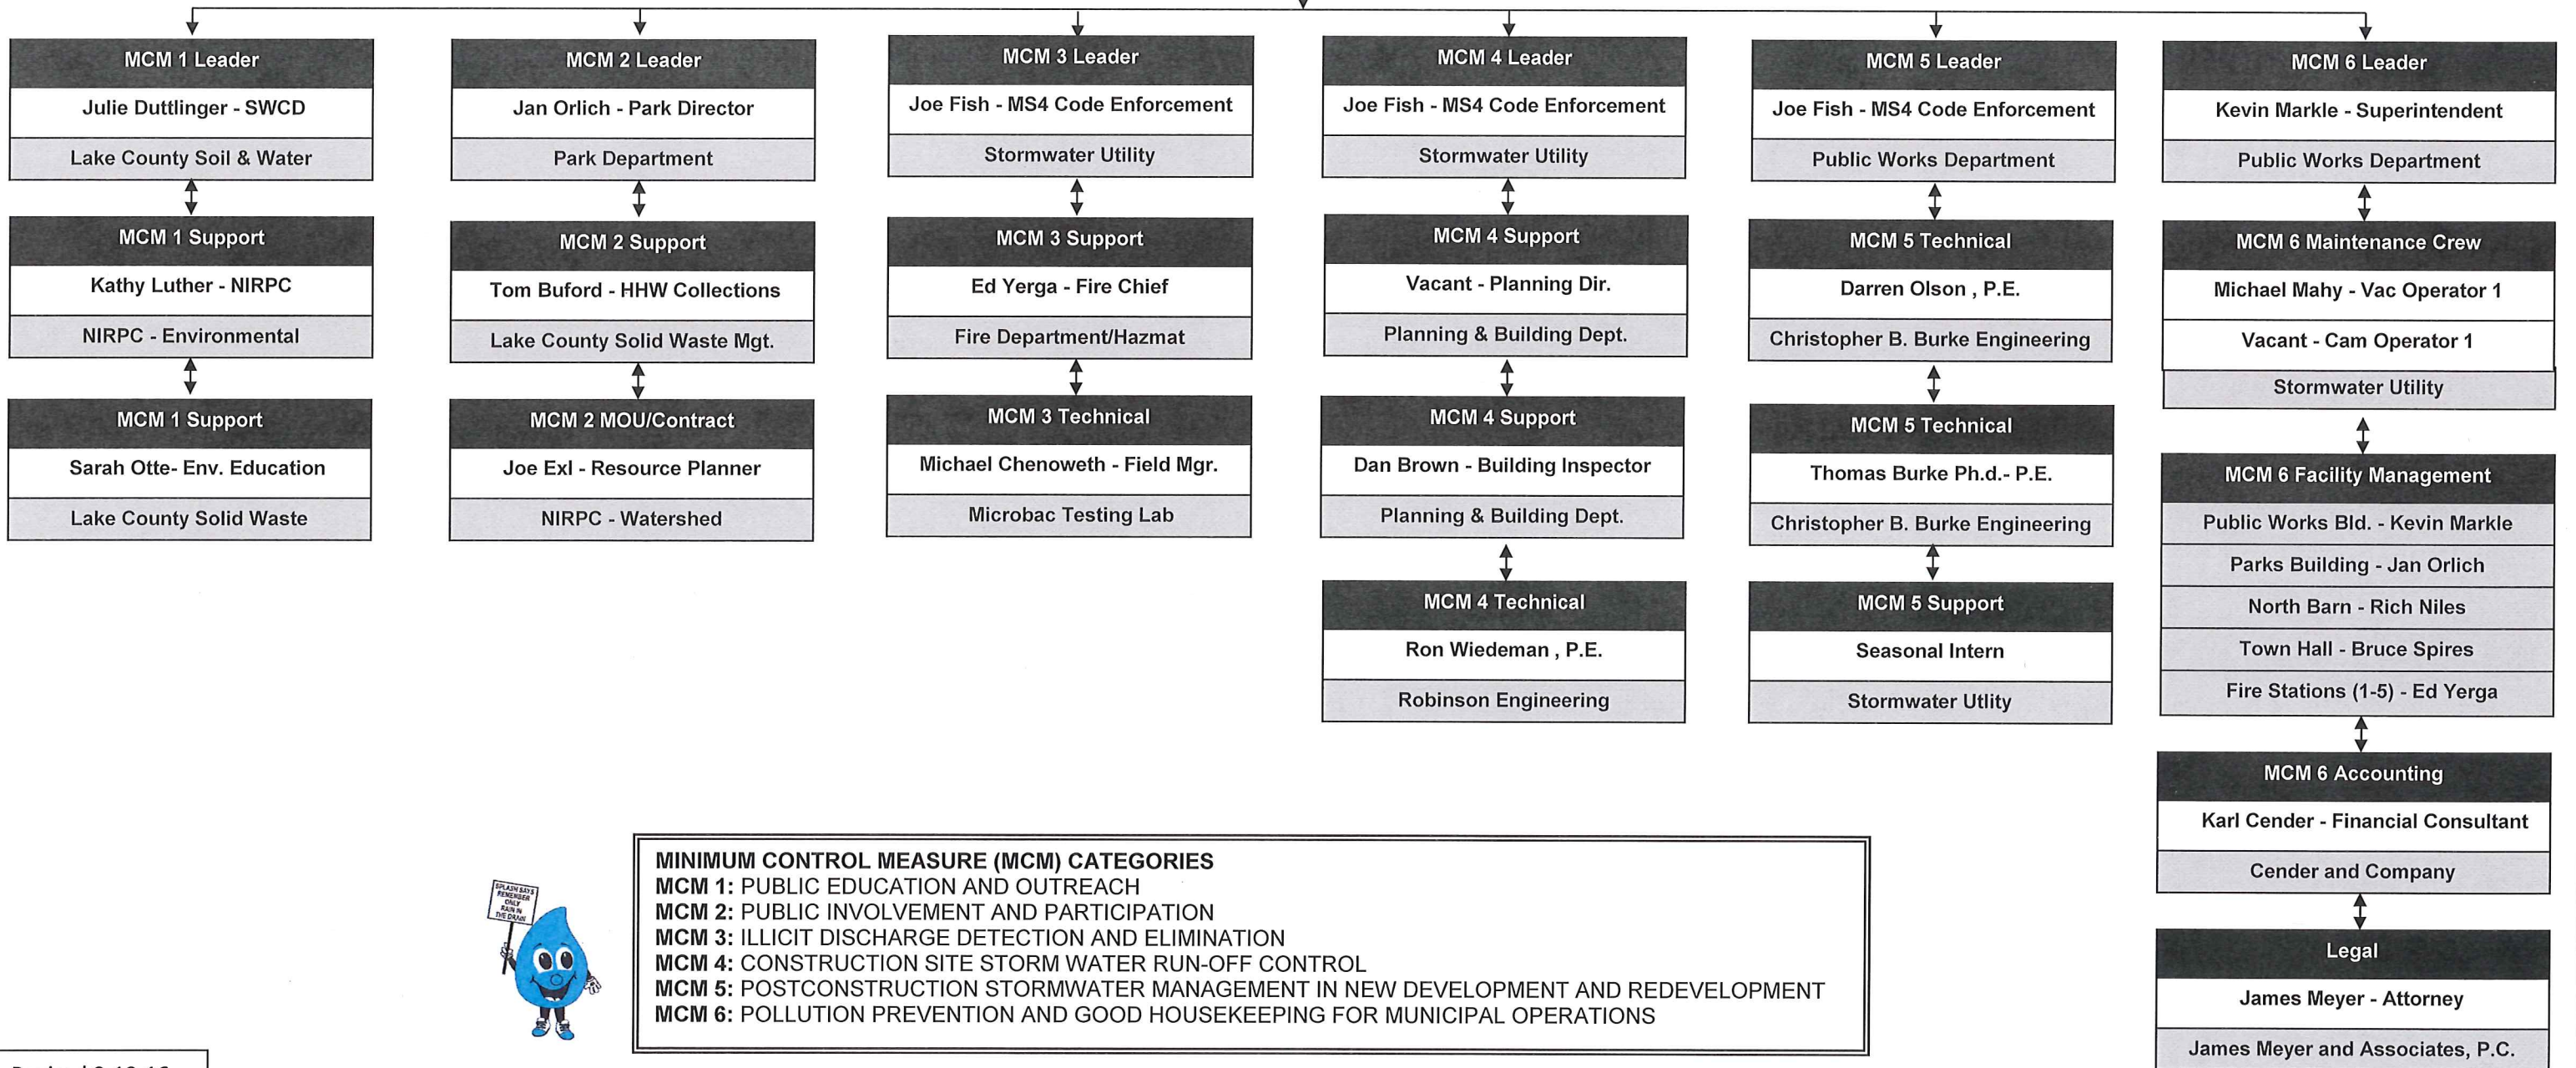 MCM 1 Leader
Julie Duttlinger - SWCD
Lake County Soil & Water
MCM 1 Support
Kathy Luther - NIRPC
NIRPC - Environmental
MCM 1 Support
Sarah Otte- Env. Education
Lake County Solid Waste
MCM 2 Leader
Jan Orlich - Park Director
Park Department
MCM 2 Support
Tom Buford - HHW Collections
Lake County Solid Waste Mgt.
MCM 2 MOU/Contract
Joe Exl - Resource Planner
NIRPC - Watershed
MCM 3 Leader
Joe Fish - MS4 Code Enforcement
Stormwater Utility
MCM 3 Support
Ed Yerga - Fire Chief
Fire Department/Hazmat
MCM 3 Technical
Michael Chenoweth - Field Mgr.
Microbac Testing Lab
MCM 4 Leader
Joe Fish - MS4 Code Enforcement
Stormwater Utility
MCM 4 Support
Vacant - Planning Dir.
Planning & Building Dept.
MCM 4 Support
Dan Brown - Building Inspector
Planning & Building Dept.
MCM 4 Technical
Ron Wiedeman , P.E.
Robinson Engineering
MCM 5 Leader
Joe Fish - MS4 Code Enforcement
Public Works Department
MCM 5 Technical
Darren Olson , P.E.
Christopher B. Burke Engineering
MCM 5 Technical
Thomas Burke Ph.d.- P.E.
Christopher B. Burke Engineering
MCM 5 Support
Seasonal Intern
Stormwater Utlity
MCM 6 Leader
Kevin Markle - Superintendent
Public Works Department
MCM 6 Maintenance Crew
Michael Mahy - Vac Operator 1
Vacant - Cam Operator 1
Stormwater Utility
MCM 6 Facility Management
Public Works Bld. - Kevin Markle
Parks Building - Jan Orlich
North Barn - Rich Niles
Town Hall - Bruce Spires
Fire Stations (1-5) - Ed Yerga
MCM 6 Accounting
Karl Cender - Financial Consultant
Cender and Company
Legal
James Meyer - Attorney
James Meyer and Associates, P.C.
SPLASH SAYS
REMEMBER
ONLY
RAIN IN
THE DRAIN
MINIMUM CONTROL MEASURE (MCM) CATEGORIES
MCM 1: PUBLIC EDUCATION AND OUTREACH
MCM 2: PUBLIC INVOLVEMENT AND PARTICIPATION
MCM 3: ILLICIT DISCHARGE DETECTION AND ELIMINATION
MCM 4: CONSTRUCTION SITE STORM WATER RUN-OFF CONTROL
MCM 5: POSTCONSTRUCTION STORMWATER MANAGEMENT IN NEW DEVELOPMENT AND REDEVELOPMENT
MCM 6: POLLUTION PREVENTION AND GOOD HOUSEKEEPING FOR MUNICIPAL OPERATIONS